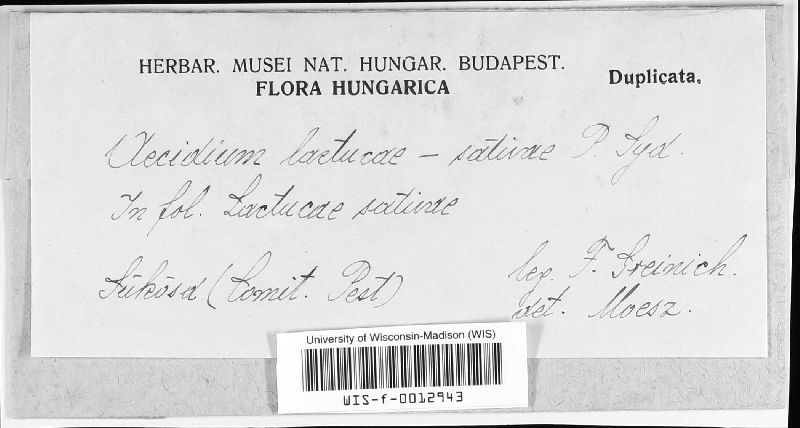 HERBAR. MUSEI NAT. HUNGAR. BUDAPEST.
FLORA HUNGARICA
Duplicata.
Aecidium lactucae - sativae P. Syd.
In fol. Lactucae sativae
Sükösd (Comit. Pest)
leg. F. Greinich.
det. Moesz.
University of Wisconsin-Madison (WIS)
WIS-f-0012943